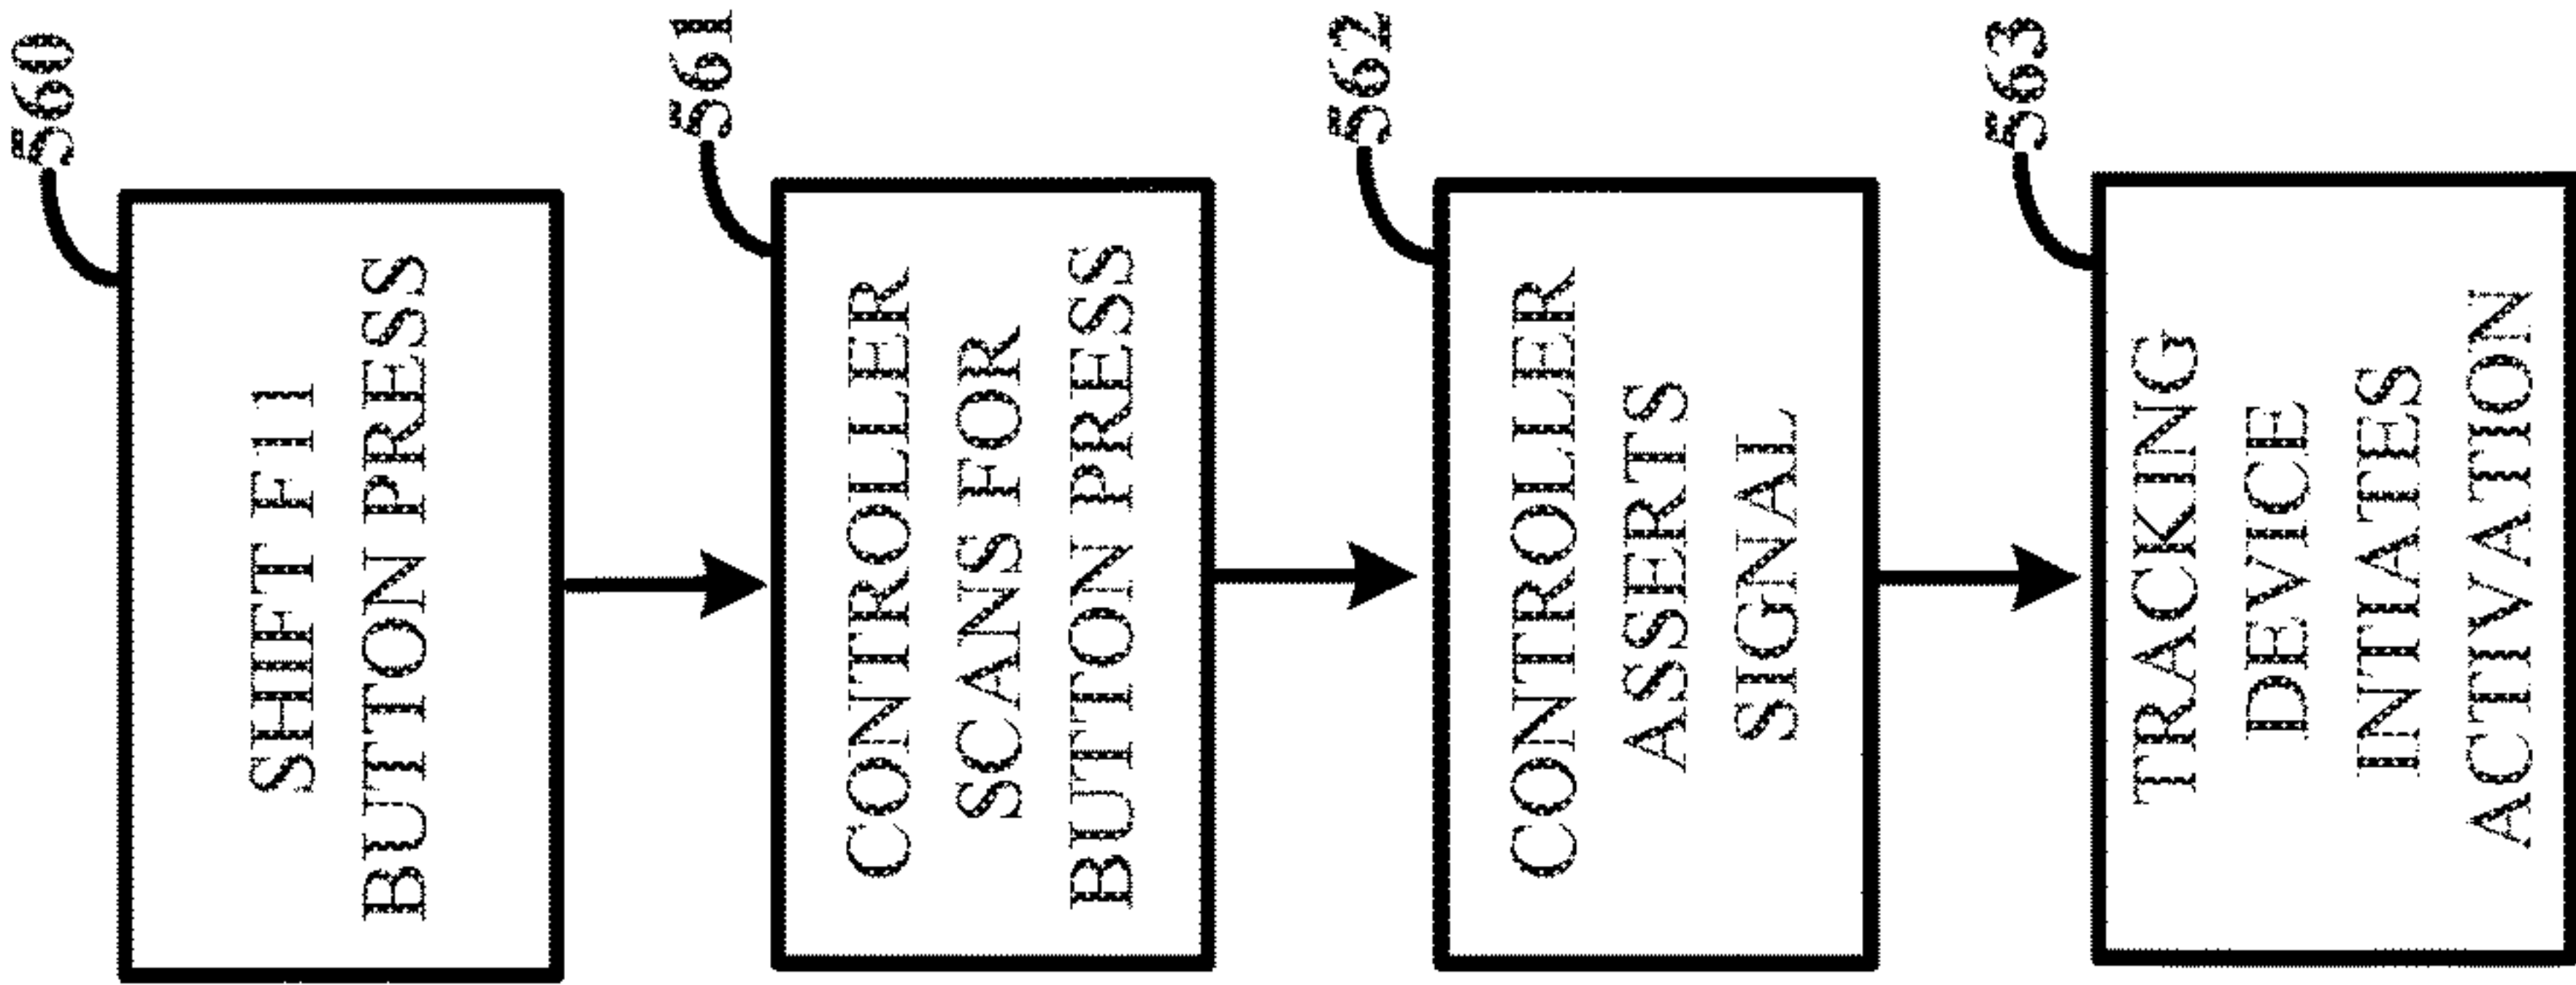 560
SHIFT F11
BUTTON PRESS
561
CONTROLLER
SCANS FOR
BUTTON PRESS
562
CONTROLLER
ASSERTS
SIGNAL
563
TRACKING
DEVICE
INTIATES
ACTIVATION